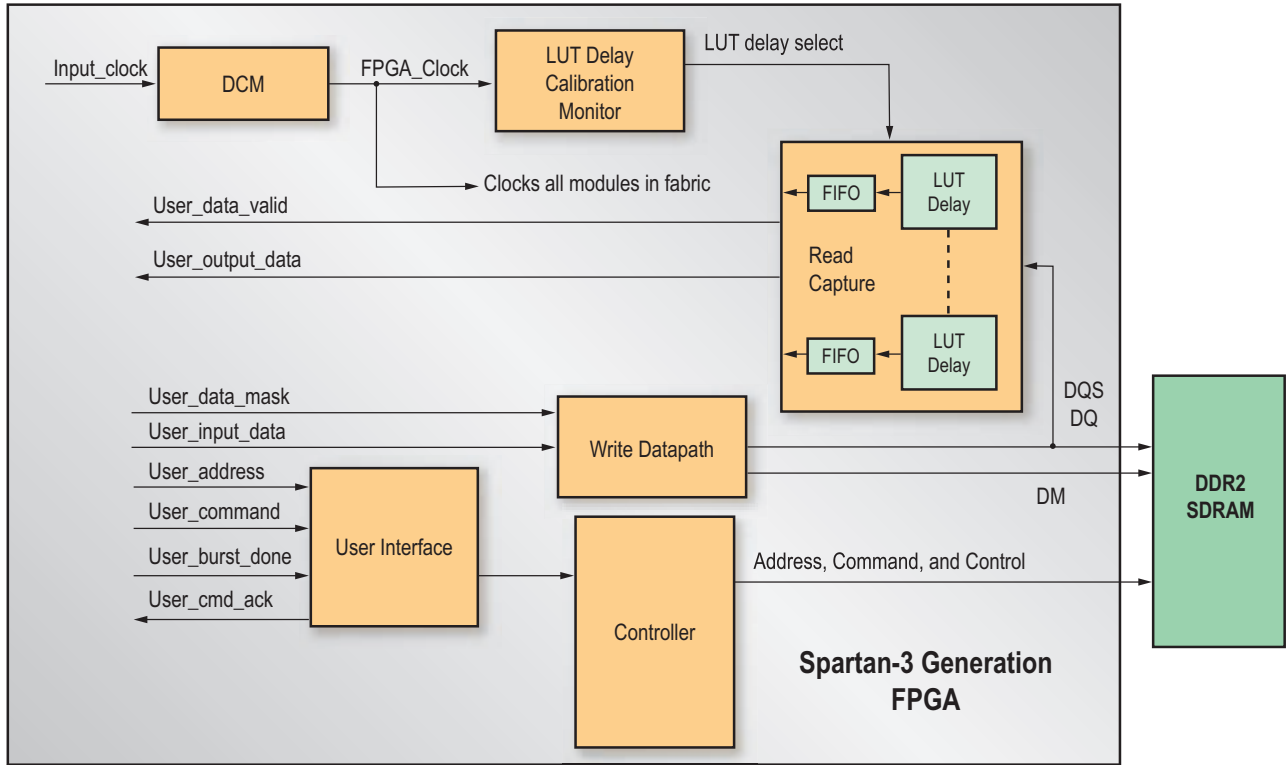 Input_clock
DCM
FPGA_Clock
LUT Delay
Calibration
Monitor
LUT delay select
Clocks all modules in fabric
User_data_valid
User_output_data
FIFO
LUT
Delay
Read
Capture
FIFO
LUT
Delay
User_data_mask
User_input_data
Write Datapath
DQS
DQ
DM
DDR2
SDRAM
User_address
User_command
User_burst_done
User_cmd_ack
User Interface
Controller
Address, Command, and Control
Spartan-3 Generation
FPGA